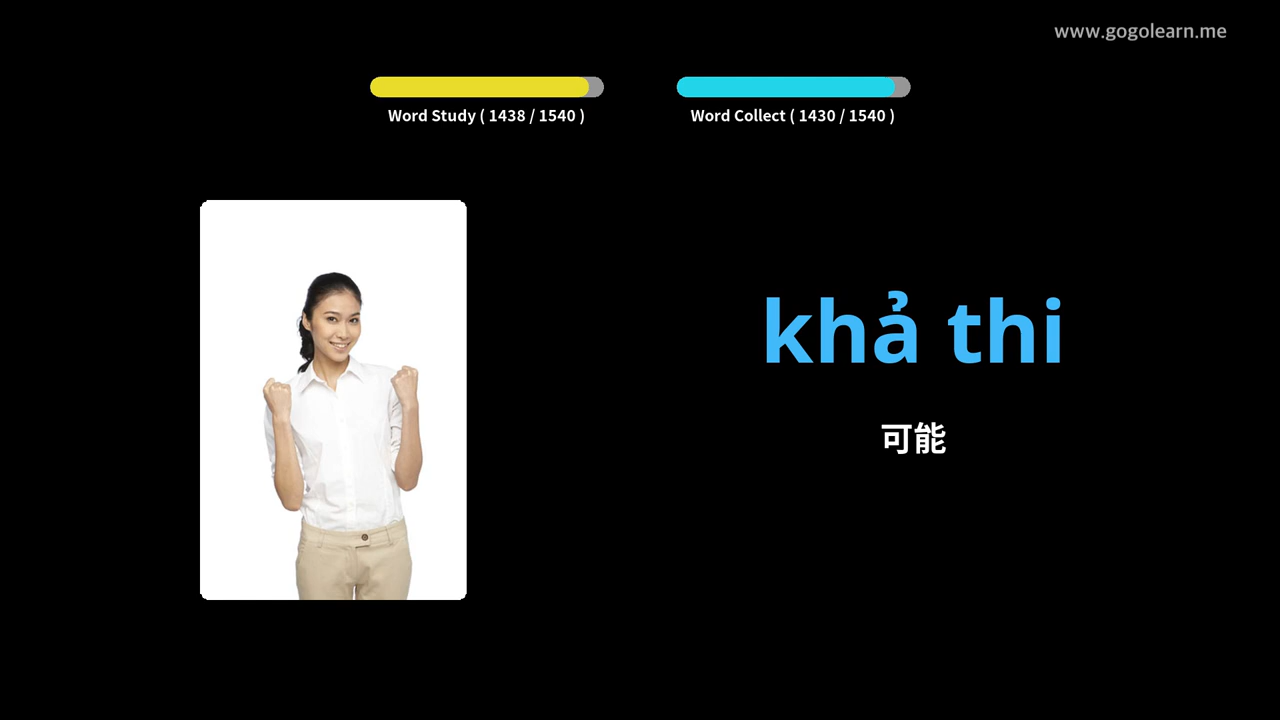 www.gogolearn.me
Word Study ( 1438 / 1540 )
Word Collect ( 1430 / 1540 )
khả thi
可能